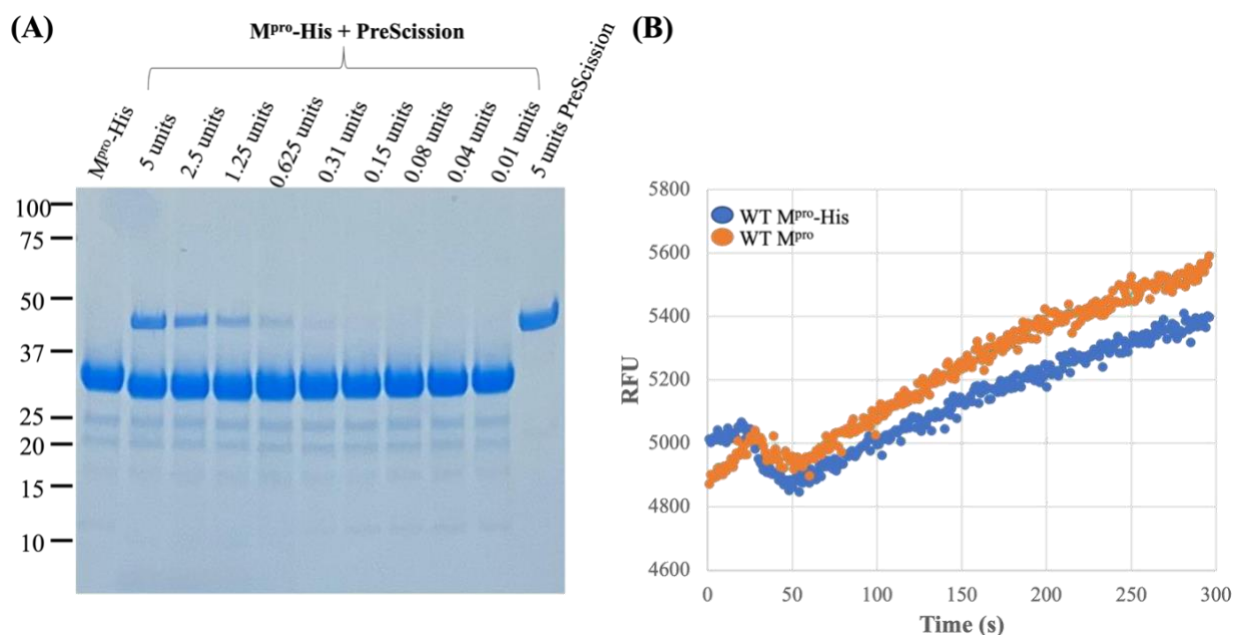 (A)
Mᵖʳᵒ-His + PreScission
Mᵖʳᵒ-His
5 units
2.5 units
1.25 units
0.625 units
0.31 units
0.15 units
0.08 units
0.04 units
0.01 units
5 units PreScission
100
75
50
37
25
20
15
10
(B)
5800
5600
5400
5200
5000
4800
4600
RFU
WT Mᵖʳᵒ-His
WT Mᵖʳᵒ
0 50 100 150 200 250 300
Time (s)